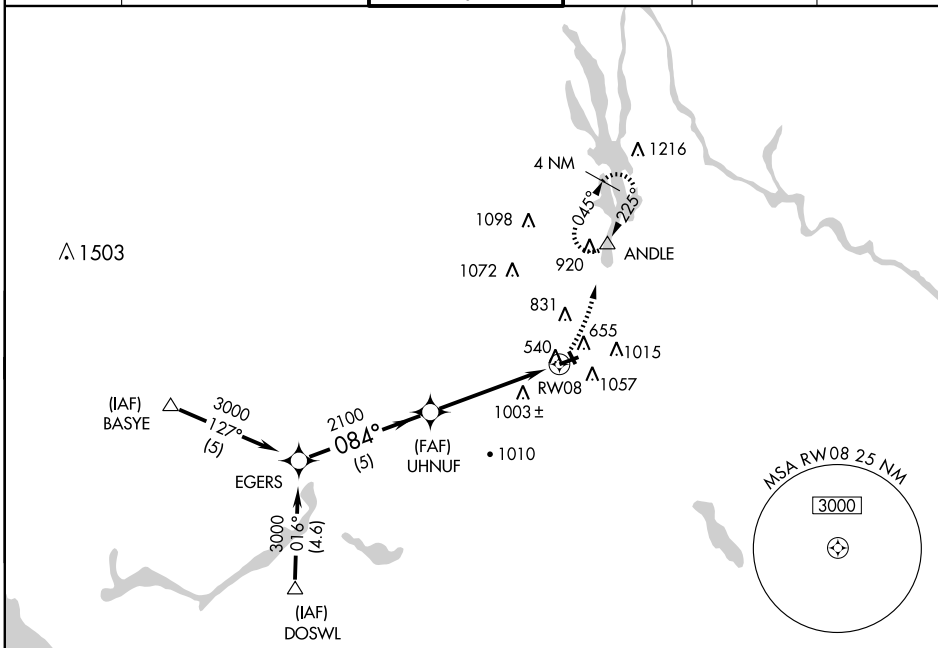 1216
4 NM
045°
225°
1098
1503
ANDLE
920
1072
831
655
540
1015
RW08
1057
1003 ±
(IAF)
BASYE
3000
127°
(5)
2100
084°
(5)
(FAF)
UHNUF
1010
EGERS
3000
016°
(4.6)
(IAF)
DOSWL
MSA RW08 25 NM
3000